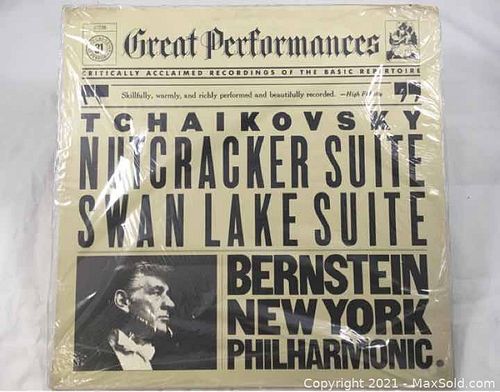 21
Great Performances
CRITICALLY ACCLAIMED RECORDINGS OF THE BASIC REPERTOIRE
" Skillfully, warmly, and richly performed and beautifully recorded. —High Fidelity "
TCHAIKOVSKY
NUTCRACKER SUITE
SWAN LAKE SUITE
BERNSTEIN
NEW YORK
PHILHARMONIC.
Copyright 2021 - MaxSold.com